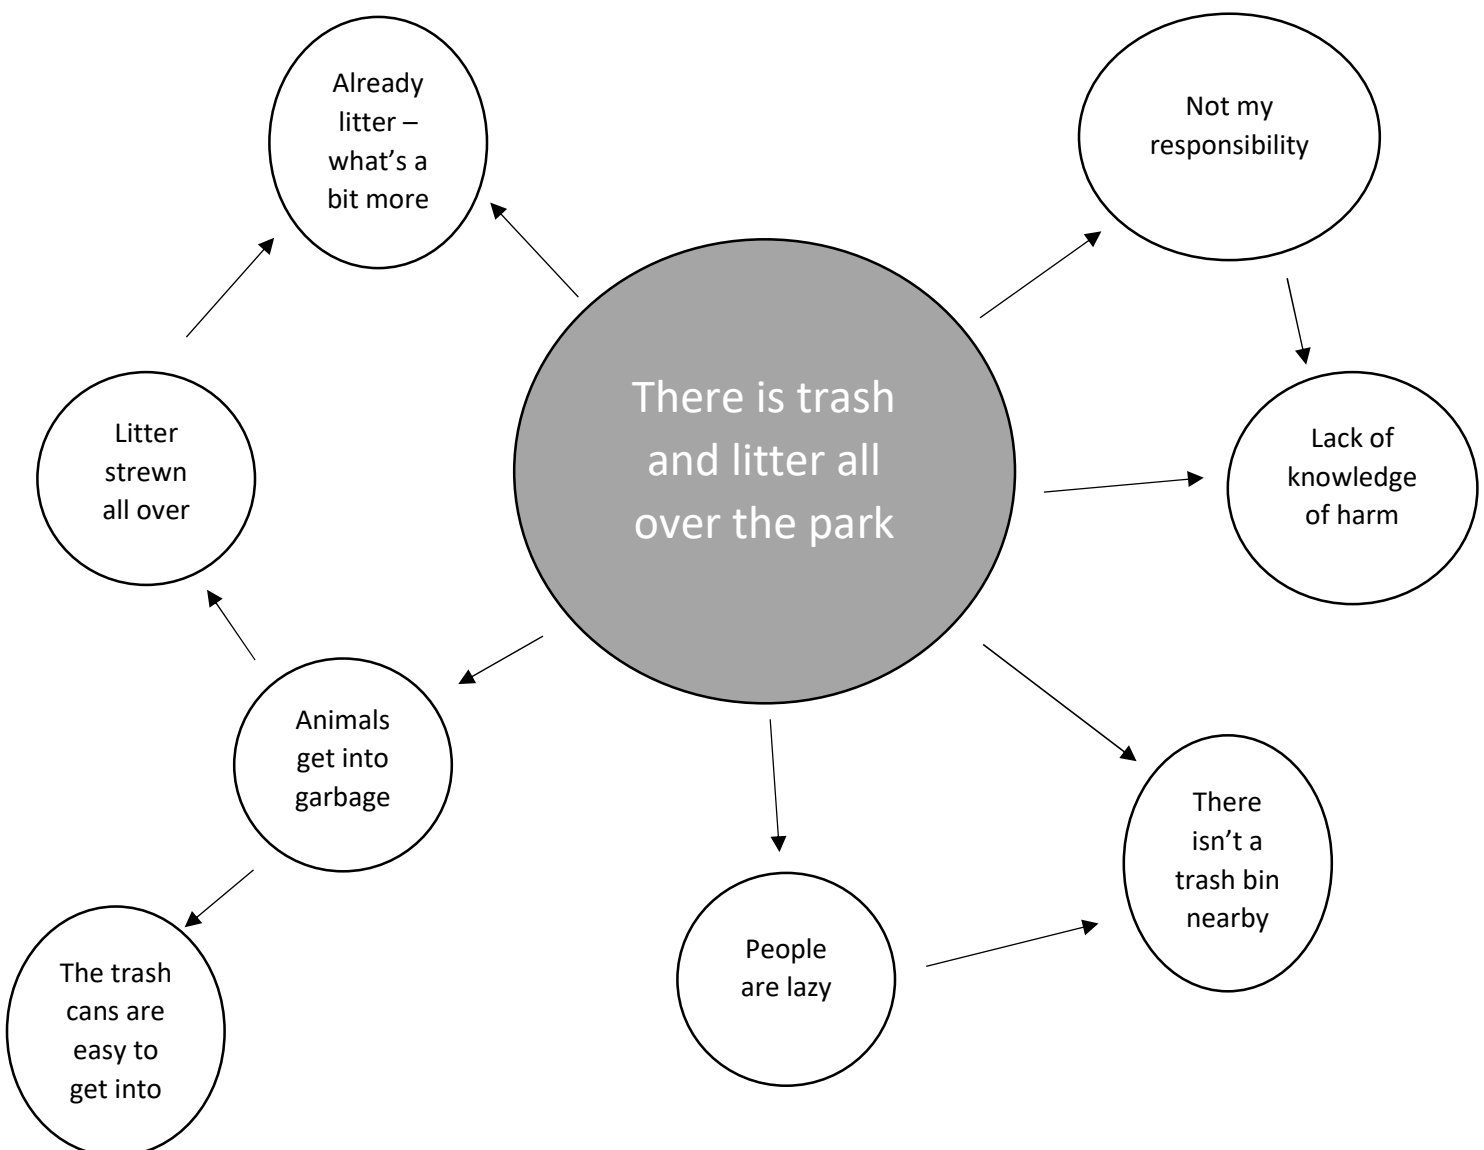 Already
litter –
what’s a
bit more
Not my
responsibility
There is trash
and litter all
over the park
Litter
strewn
all over
Lack of
knowledge
of harm
Animals
get into
garbage
There
isn’t a
trash bin
nearby
People
are lazy
The trash
cans are
easy to
get into